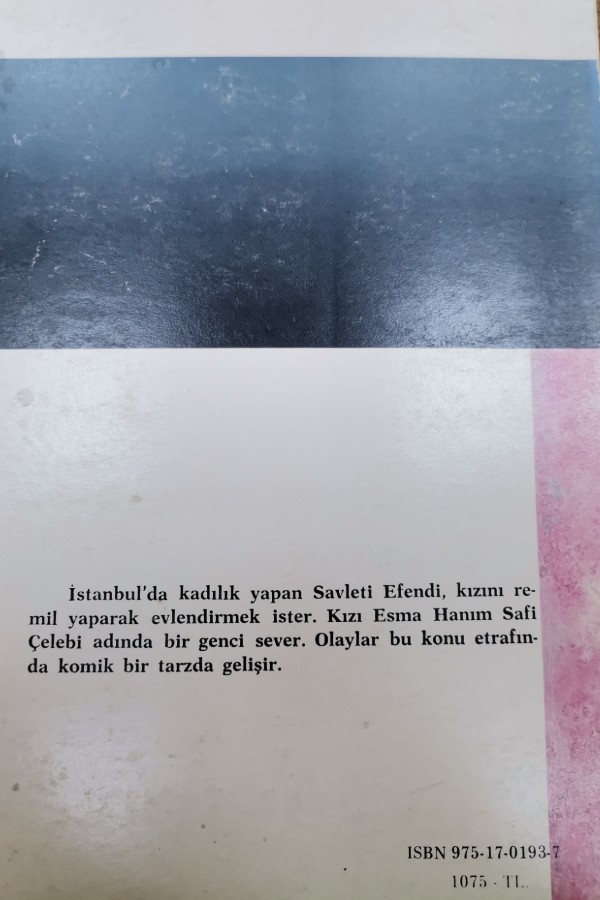 İstanbul'da kadılık yapan Savleti Efendi, kızını re-
mil yaparak evlendirmek ister. Kızı Esma Hanım Safi
Çelebi adında bir genci sever. Olaylar bu konu etrafın-
da komik bir tarzda gelişir.
ISBN 975-17-0193-7
1075 - TL.